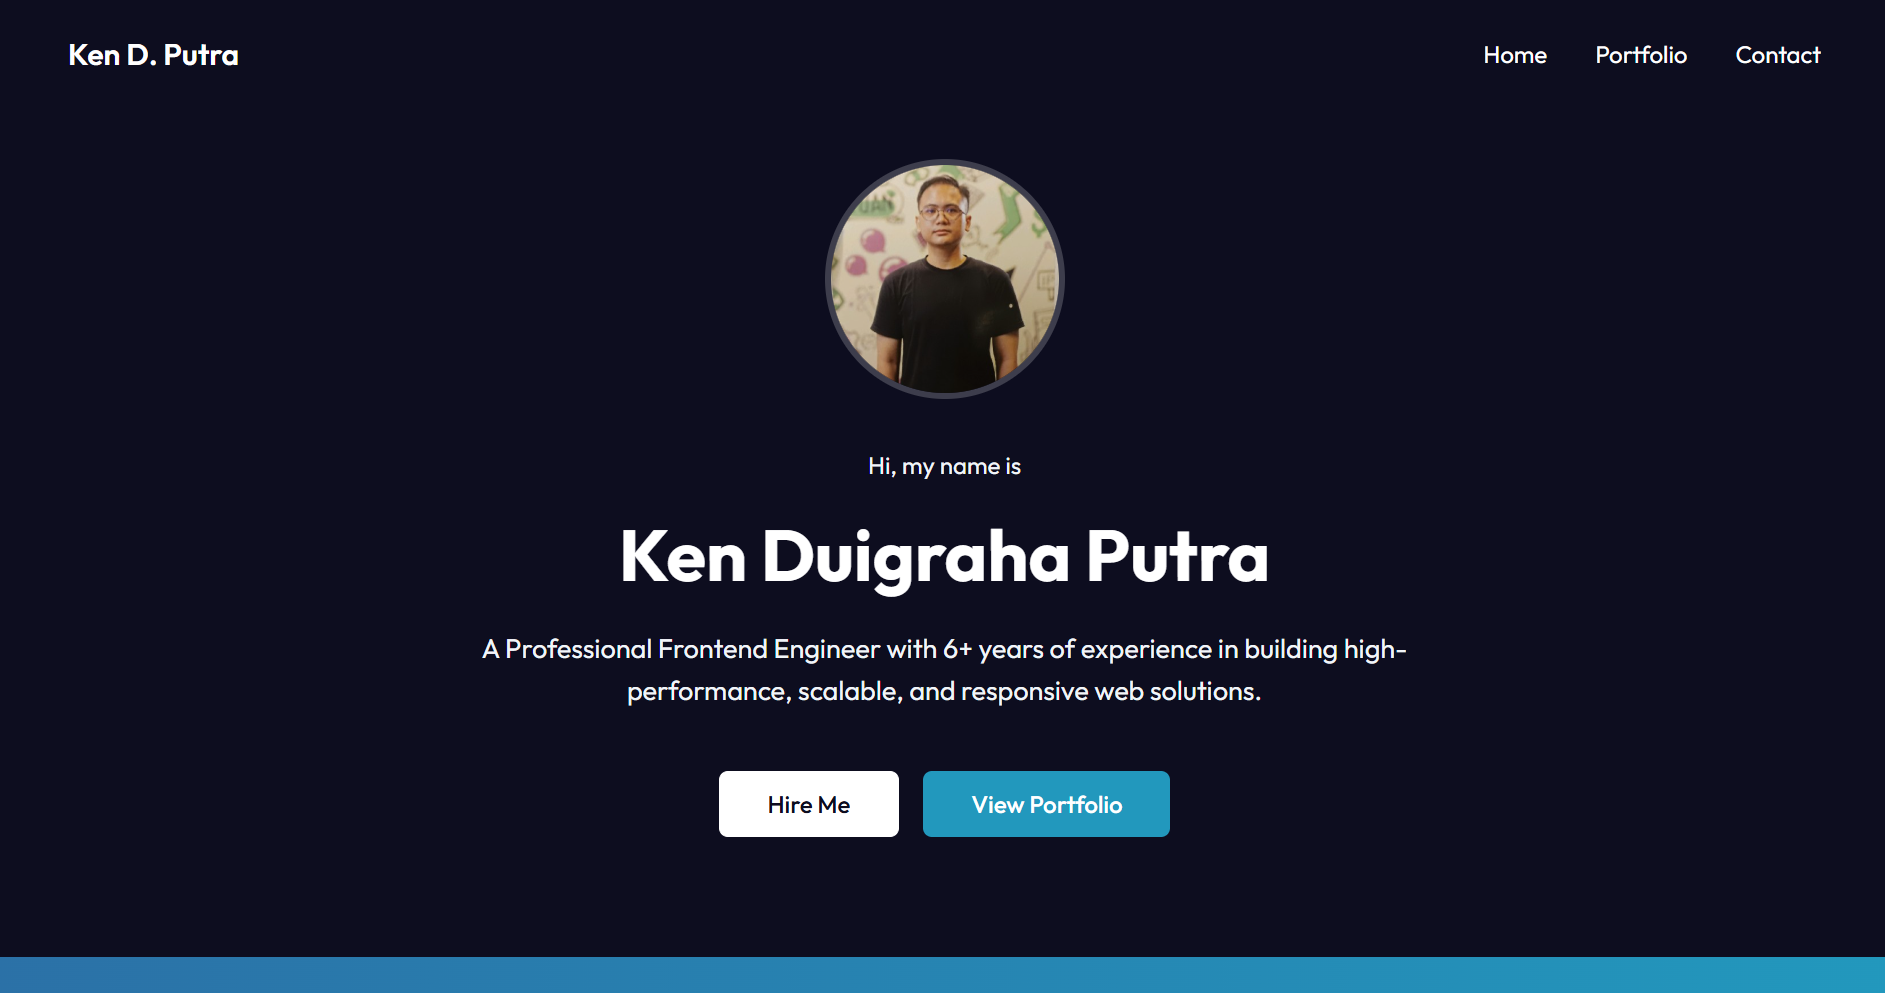 Ken D. Putra
Home
Portfolio
Contact
Hi, my name is
Ken Duigraha Putra
A Professional Frontend Engineer with 6+ years of experience in building high-
performance, scalable, and responsive web solutions.
Hire Me
View Portfolio